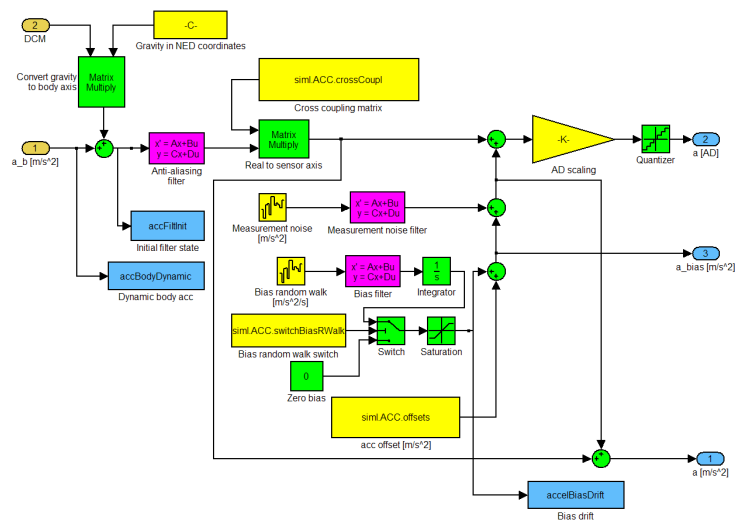 2
DCM
-C-
Gravity in NED coordinates
Convert gravity
to body axis
Matrix
Multiply
siml.ACC.crossCoupl
Cross coupling matrix
1
a_b [m/s^2]
x' = Ax+Bu
y = Cx+Du
Anti-aliasing
filter
Matrix
Multiply
Real to sensor axis
-K-
AD scaling
Quantizer
2
a [AD]
accFiltInit
Initial filter state
accBodyDynamic
Dynamic body acc
Measurement noise
[m/s^2]
x' = Ax+Bu
y = Cx+Du
Measurement noise filter
3
a_bias [m/s^2]
Bias random walk
[m/s^2/s]
x' = Ax+Bu
y = Cx+Du
Bias filter
1
s
Integrator
siml.ACC.switchBiasRWalk
Bias random walk switch
Switch
Saturation
0
Zero bias
siml.ACC.offsets
acc offset [m/s^2]
1
a [m/s^2]
accelBiasDrift
Bias drift